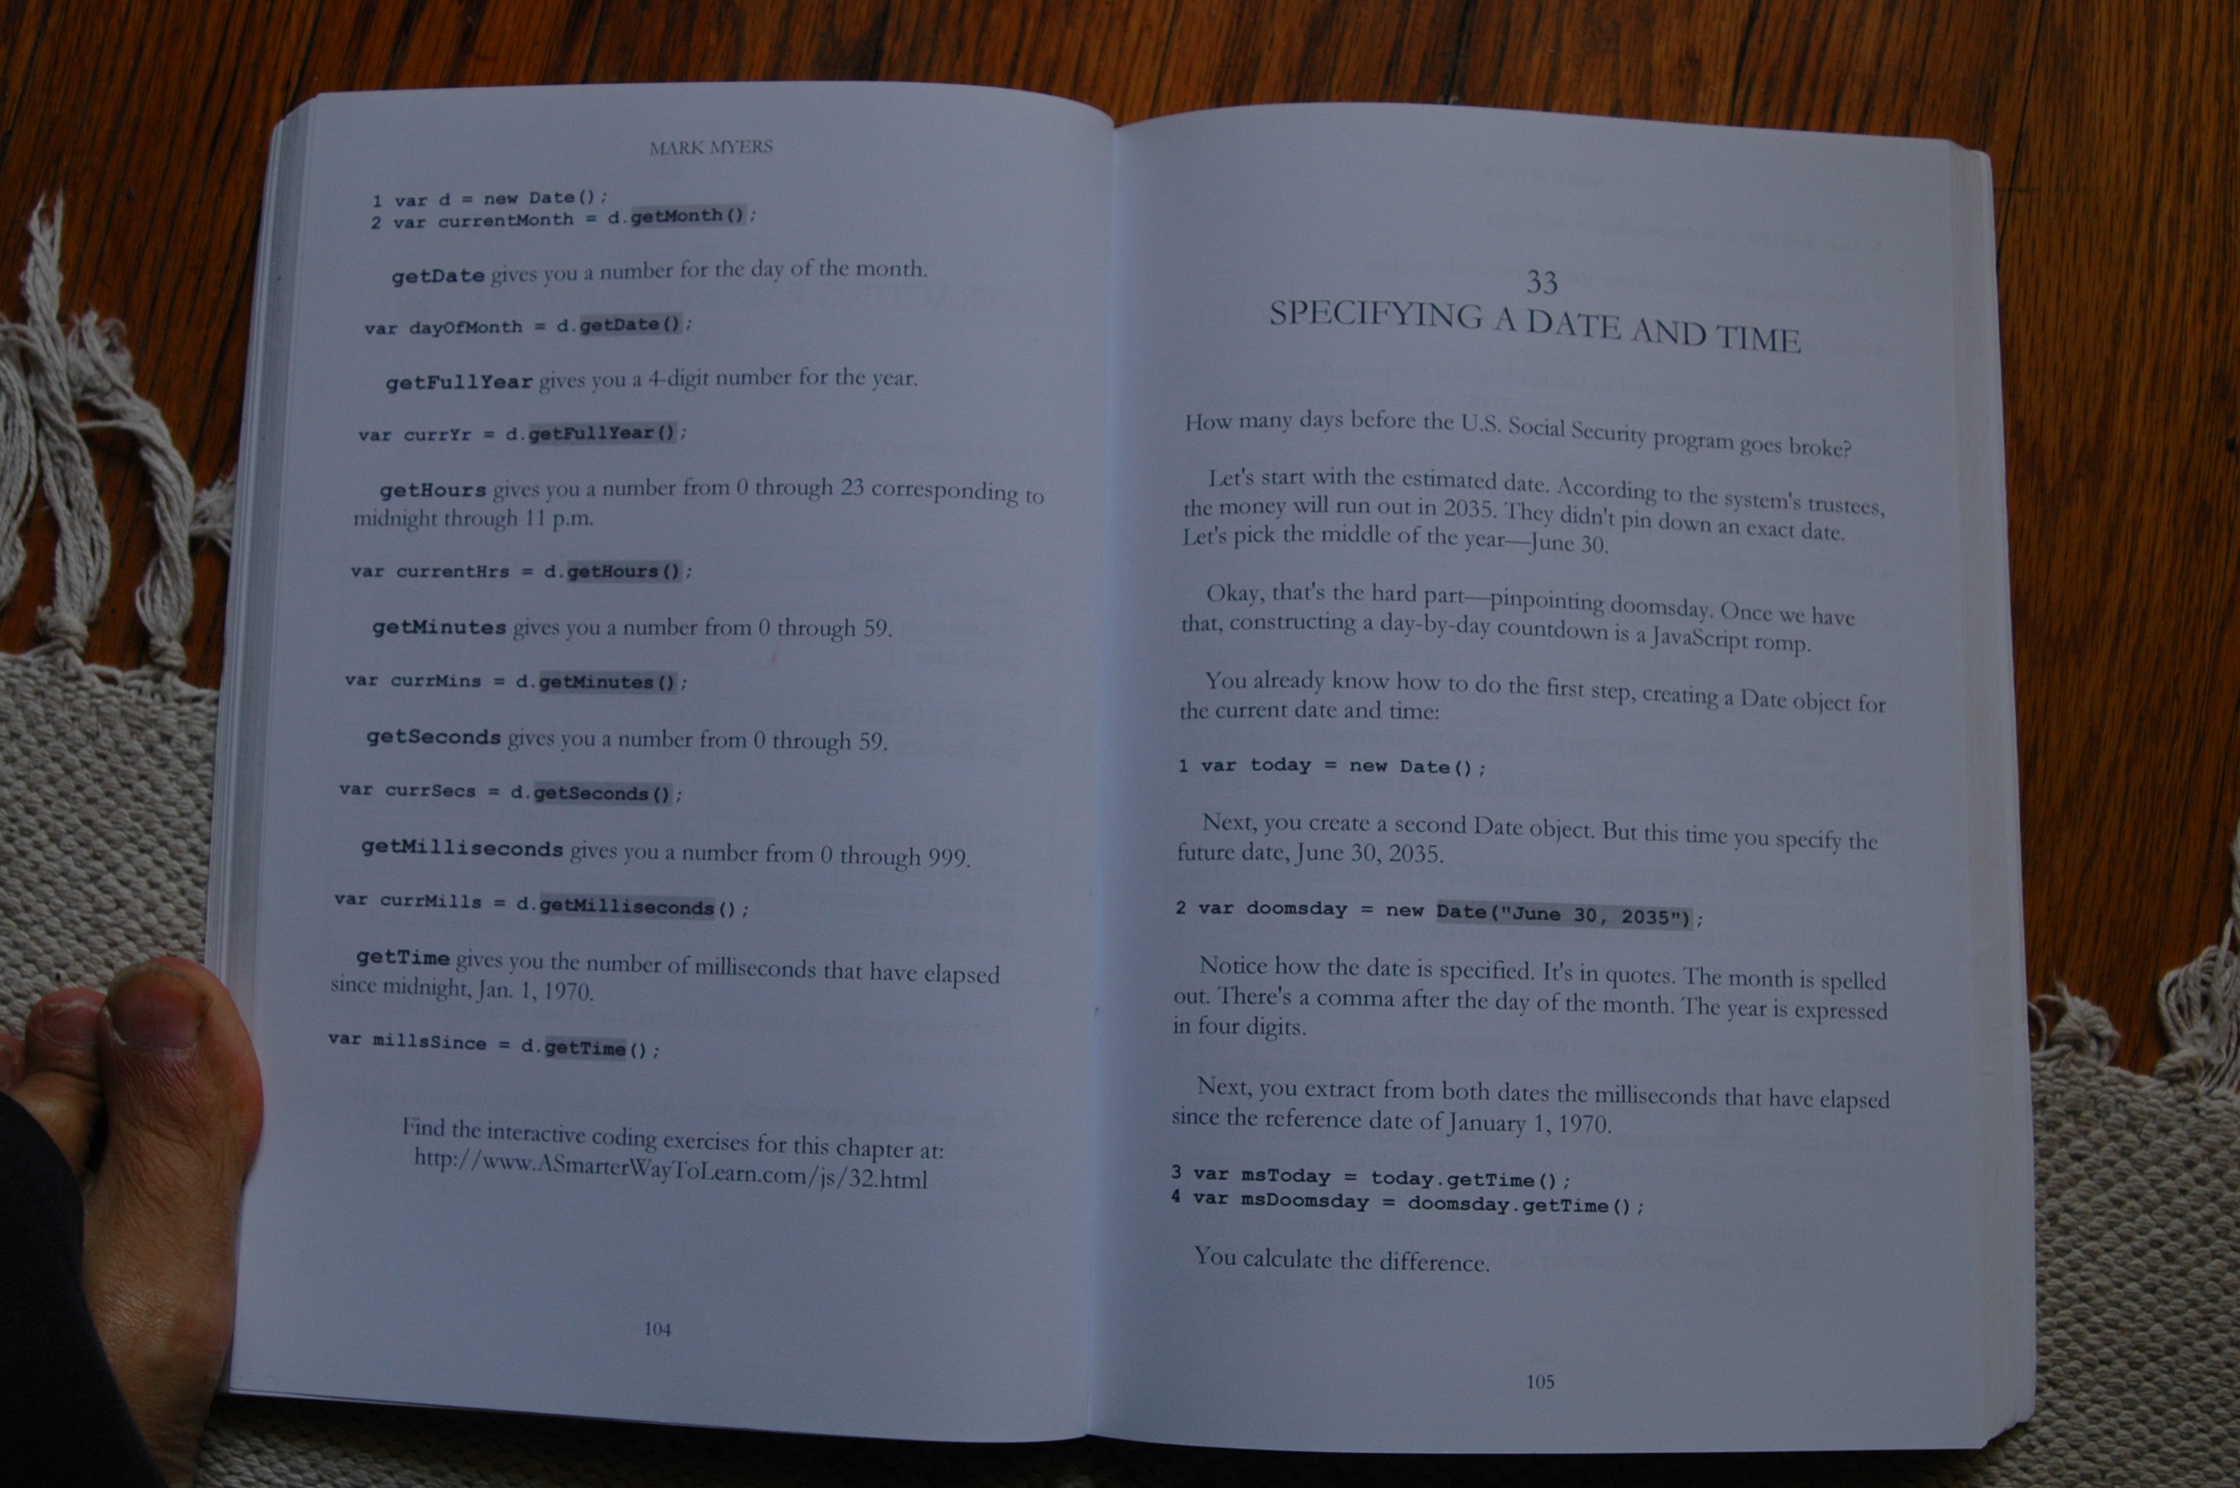 MARK MYERS
1 var d = new Date();
2 var currentMonth = d.getMonth();
getDate gives you a number for the day of the month.
var dayOfMonth = d.getDate();
getFullYear gives you a 4-digit number for the year.
var currYr = d.getFullYear();
getHours gives you a number from 0 through 23 corresponding to
midnight through 11 p.m.
var currentHrs = d.getHours();
getMinutes gives you a number from 0 through 59.
var currMins = d.getMinutes();
getSeconds gives you a number from 0 through 59.
var currSecs = d.getSeconds();
getMilliseconds gives you a number from 0 through 999.
var currMills = d.getMilliseconds();
getTime gives you the number of milliseconds that have elapsed
since midnight, Jan. 1, 1970.
var millsSince = d.getTime();
Find the interactive coding exercises for this chapter at:
http://www.ASmarterWayToLearn.com/js/32.html
104
33
SPECIFYING A DATE AND TIME
How many days before the U.S. Social Security program goes broke?
Let's start with the estimated date. According to the system's trustees,
the money will run out in 2035. They didn't pin down an exact date.
Let's pick the middle of the year—June 30.
Okay, that's the hard part—pinpointing doomsday. Once we have
that, constructing a day-by-day countdown is a JavaScript romp.
You already know how to do the first step, creating a Date object for
the current date and time:
1 var today = new Date();
Next, you create a second Date object. But this time you specify the
future date, June 30, 2035.
2 var doomsday = new Date("June 30, 2035");
Notice how the date is specified. It's in quotes. The month is spelled
out. There's a comma after the day of the month. The year is expressed
in four digits.
Next, you extract from both dates the milliseconds that have elapsed
since the reference date of January 1, 1970.
3 var msToday = today.getTime();
4 var msDoomsday = doomsday.getTime();
You calculate the difference.
105